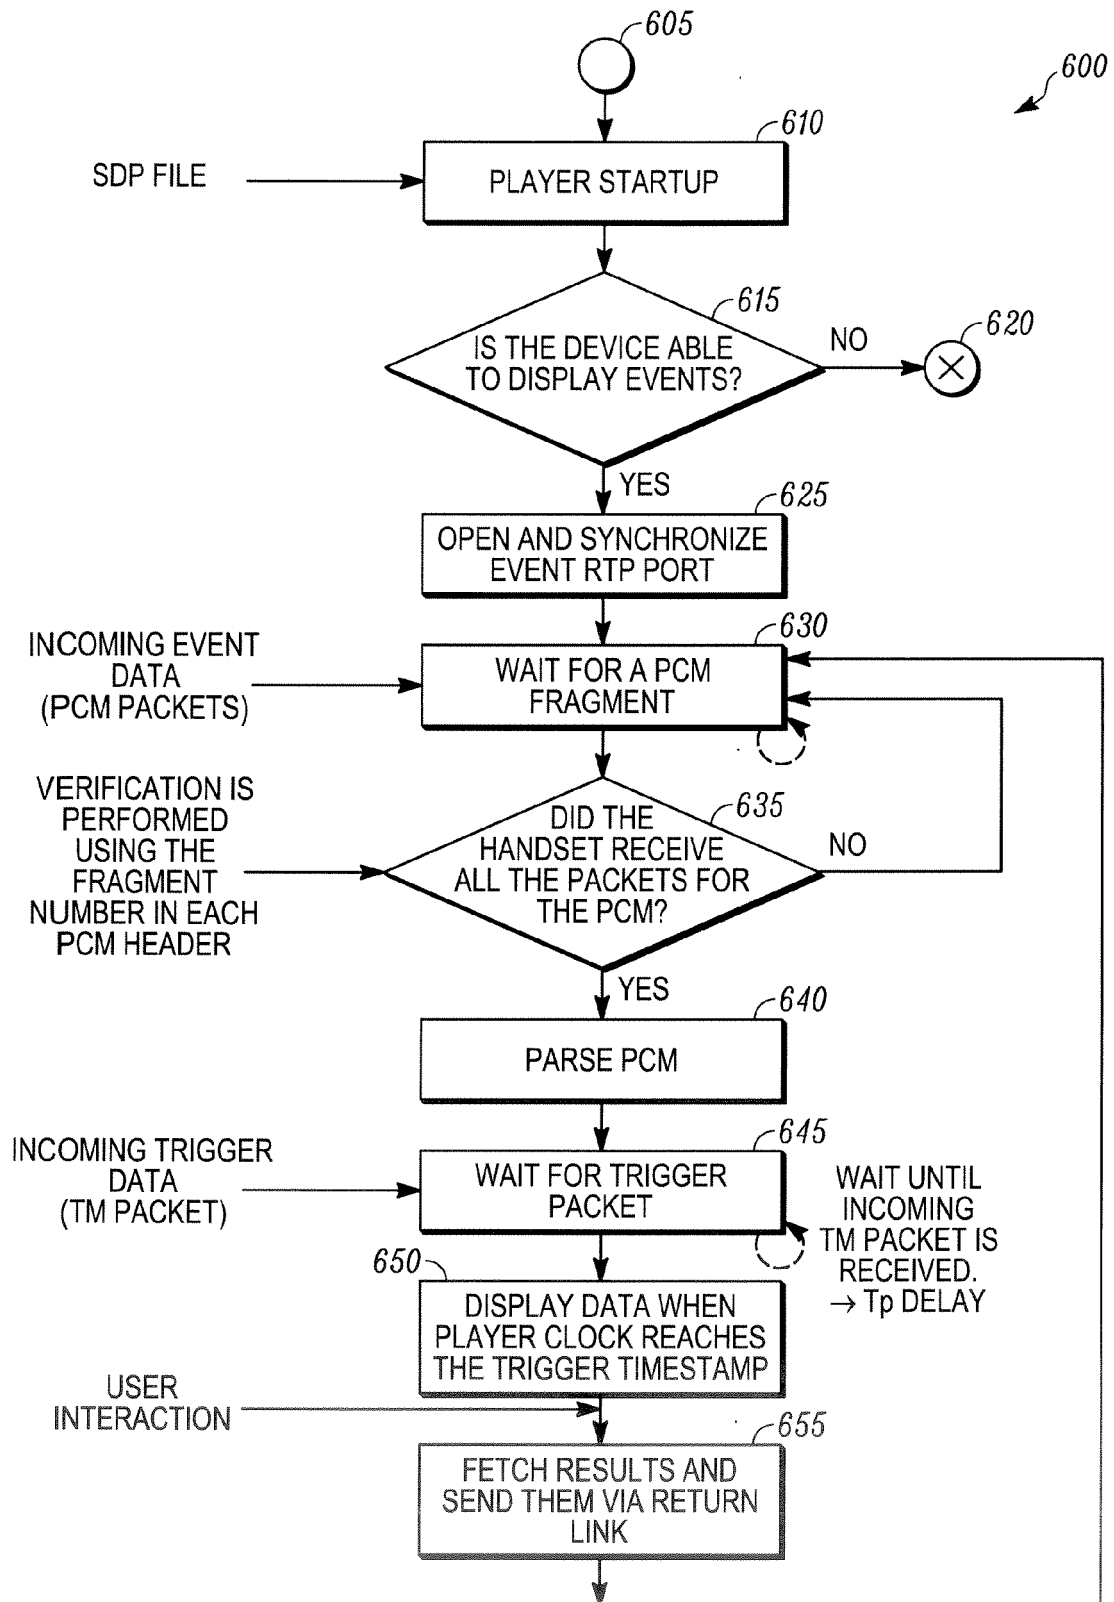 605
600
610
SDP FILE
PLAYER STARTUP
615
IS THE DEVICE ABLE
TO DISPLAY EVENTS?
NO
620
YES
625
OPEN AND SYNCHRONIZE
EVENT RTP PORT
630
INCOMING EVENT
DATA
(PCM PACKETS)
WAIT FOR A PCM
FRAGMENT
VERIFICATION IS
PERFORMED
USING THE
FRAGMENT
NUMBER IN EACH
PCM HEADER
635
DID THE
HANDSET RECEIVE
ALL THE PACKETS FOR
THE PCM?
NO
YES
640
PARSE PCM
645
INCOMING TRIGGER
DATA
(TM PACKET)
WAIT FOR TRIGGER
PACKET
WAIT UNTIL
INCOMING
TM PACKET IS
RECEIVED.
→ Tp DELAY
650
DISPLAY DATA WHEN
PLAYER CLOCK REACHES
THE TRIGGER TIMESTAMP
USER
INTERACTION
655
FETCH RESULTS AND
SEND THEM VIA RETURN
LINK